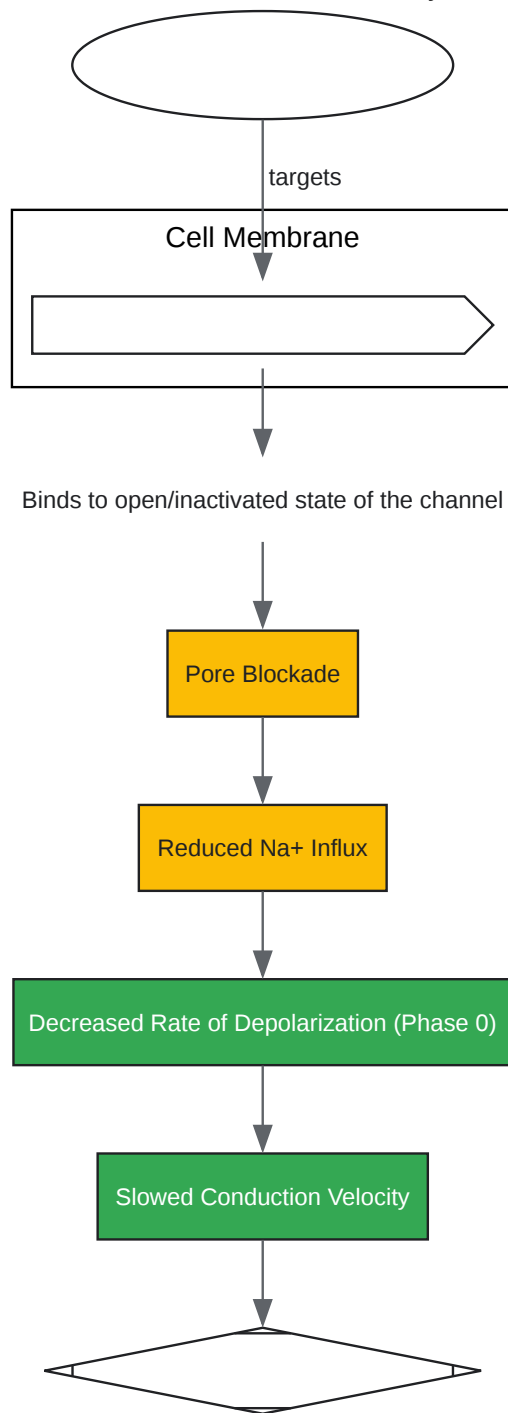 targets
Cell Membrane
Binds to open/inactivated state of the channel
Pore Blockade
Reduced Na+ Influx
Decreased Rate of Depolarization (Phase 0)
Slowed Conduction Velocity